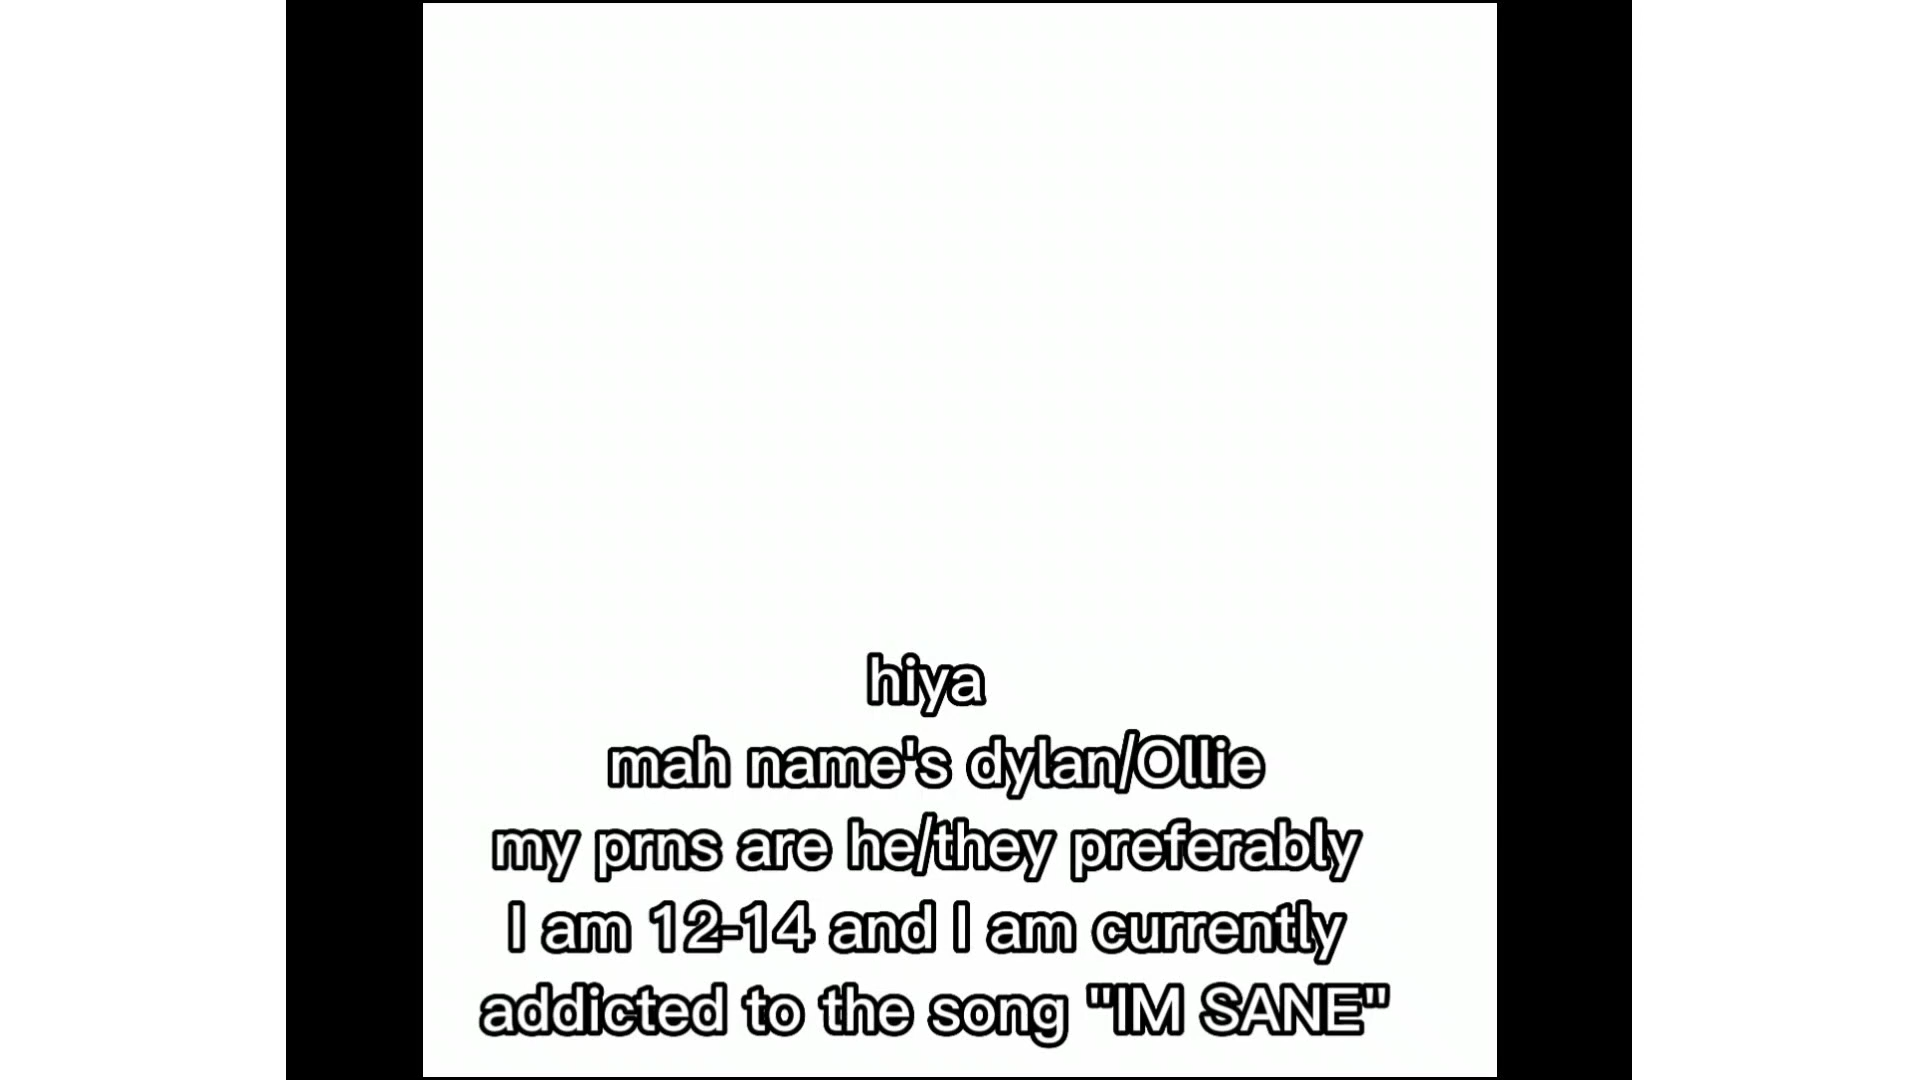 hiya
mah name's dylan/Ollie
my prns are he/they preferably
I am 12-14 and I am currently
addicted to the song "IM SANE"